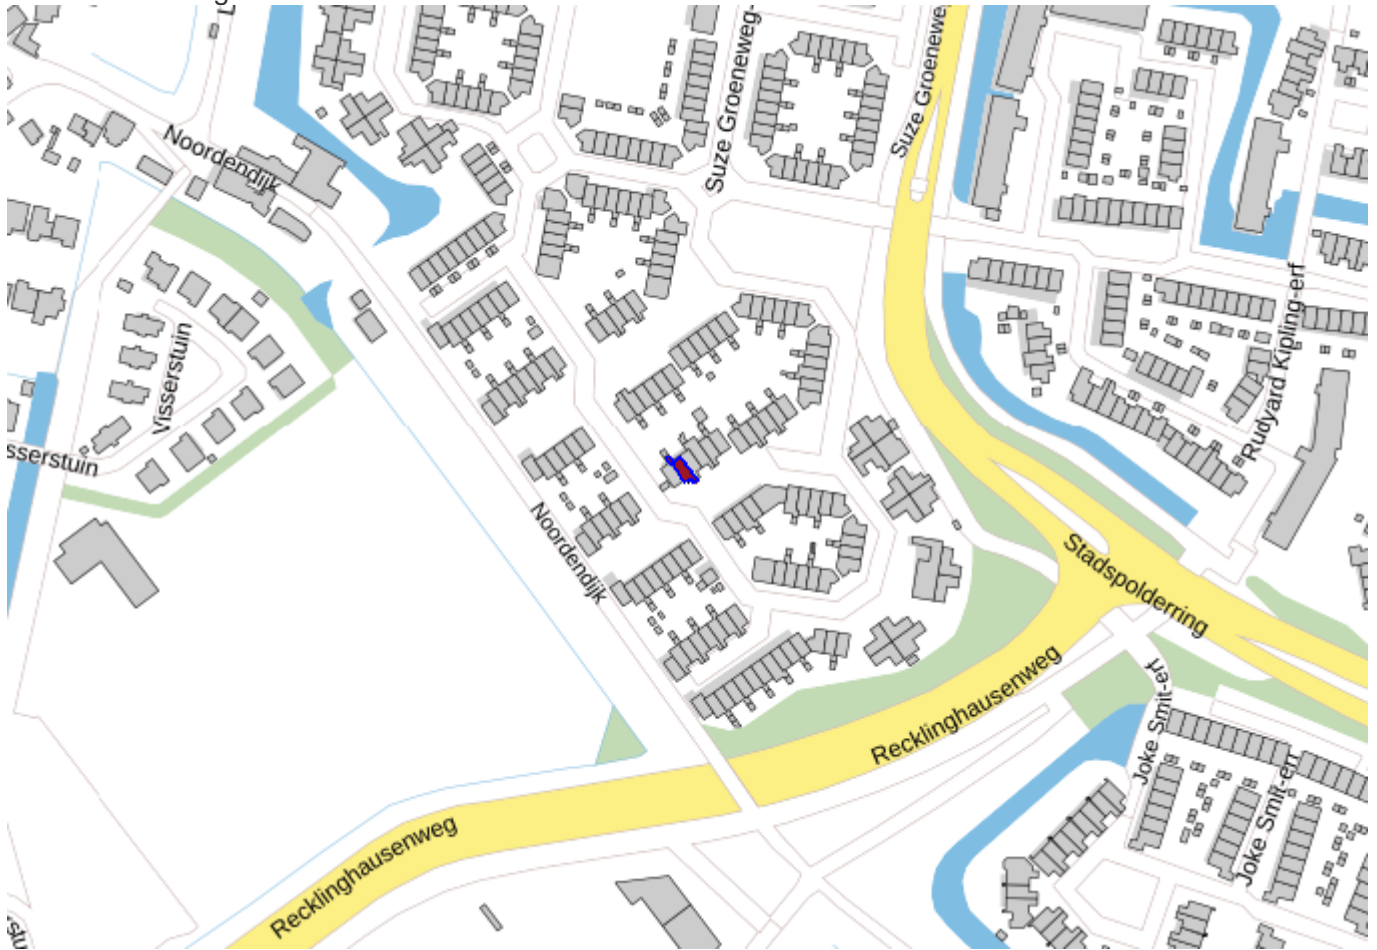 Suze Groeneweg-
Suze Groenewe
Noordendijk
Rudyard Kipling-erf
Visserstuin
sserstuin
Noordendijk
Stadspolderring
Recklinghausenweg
Joke Smit-erf
Joke Smit-erf
Recklinghausenweg
stu